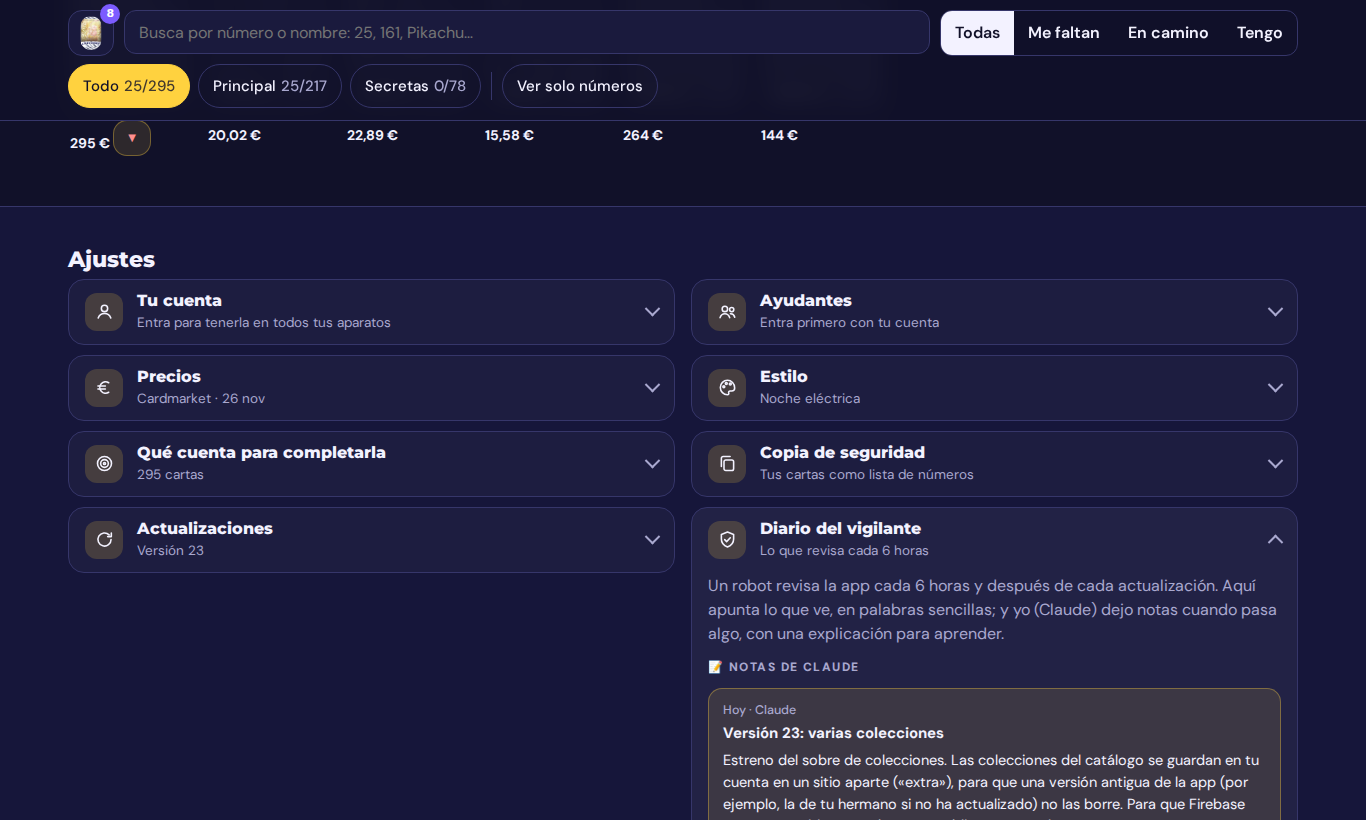 8
Busca por número o nombre: 25, 161, Pikachu...
Todas
Me faltan
En camino
Tengo
Todo 25/295
Principal 25/217
Secretas 0/78
Ver solo números
295 € ▼
20,02 €
22,89 €
15,58 €
264 €
144 €
Ajustes
Tu cuenta
Entra para tenerla en todos tus aparatos
Ayudantes
Entra primero con tu cuenta
Precios
Cardmarket · 26 nov
Estilo
Noche eléctrica
Qué cuenta para completarla
295 cartas
Copia de seguridad
Tus cartas como lista de números
Actualizaciones
Versión 23
Diario del vigilante
Lo que revisa cada 6 horas
Un robot revisa la app cada 6 horas y después de cada actualización. Aquí
apunta lo que ve, en palabras sencillas; y yo (Claude) dejo notas cuando pasa
algo, con una explicación para aprender.
📝 NOTAS DE CLAUDE
Hoy · Claude
Versión 23: varias colecciones
Estreno del sobre de colecciones. Las colecciones del catálogo se guardan en tu
cuenta en un sitio aparte («extra»), para que una versión antigua de la app (por
ejemplo, la de tu hermano si no ha actualizado) no las borre. Para que Firebase